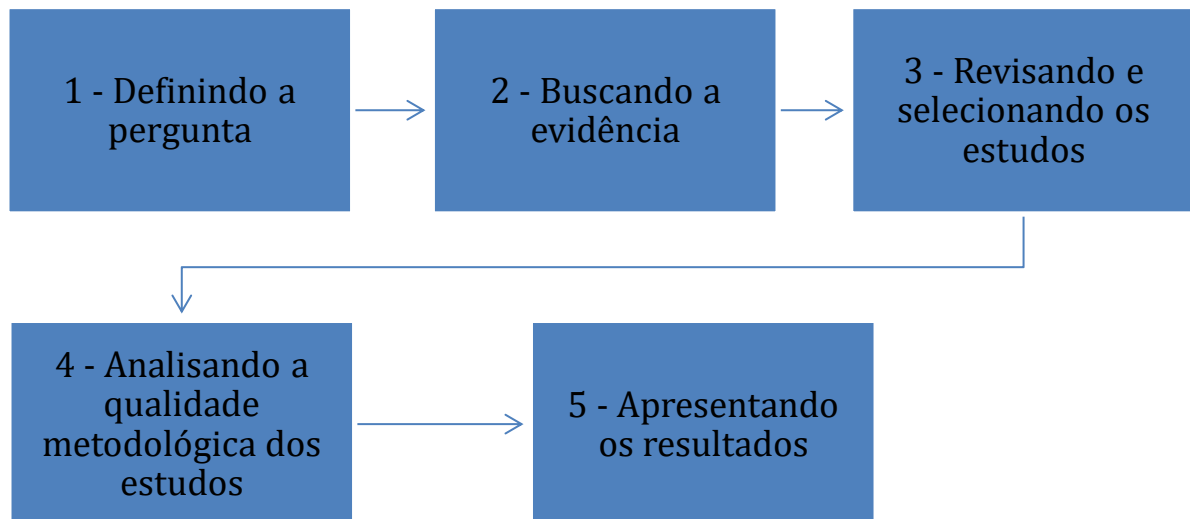 1 - Definindo a
pergunta
2 - Buscando a
evidência
3 - Revisando e
selecionando os
estudos
4 - Analisando a
qualidade
metodológica dos
estudos
5 - Apresentando
os resultados